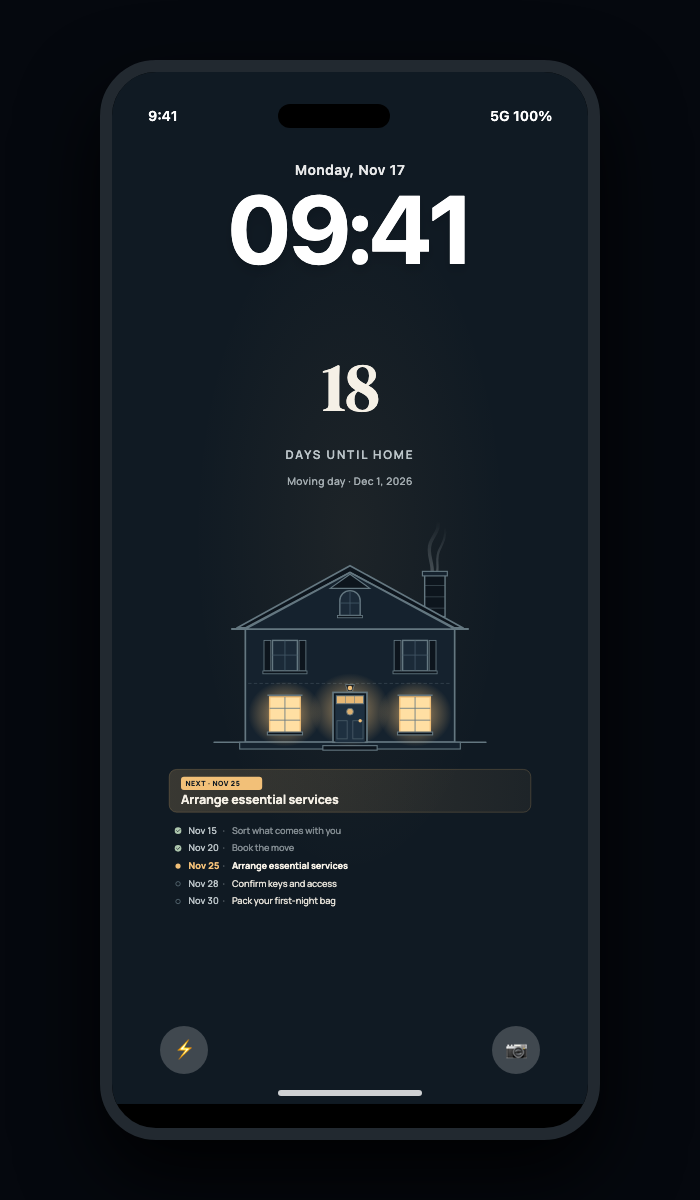 9:41
5G 100%
Monday, Nov 17
09:41
18
DAYS UNTIL HOME
Moving day · Dec 1, 2026
NEXT · NOV 25
Arrange essential services
Nov 15 · Sort what comes with you
Nov 20 · Book the move
Nov 25 · Arrange essential services
Nov 28 · Confirm keys and access
Nov 30 · Pack your first-night bag